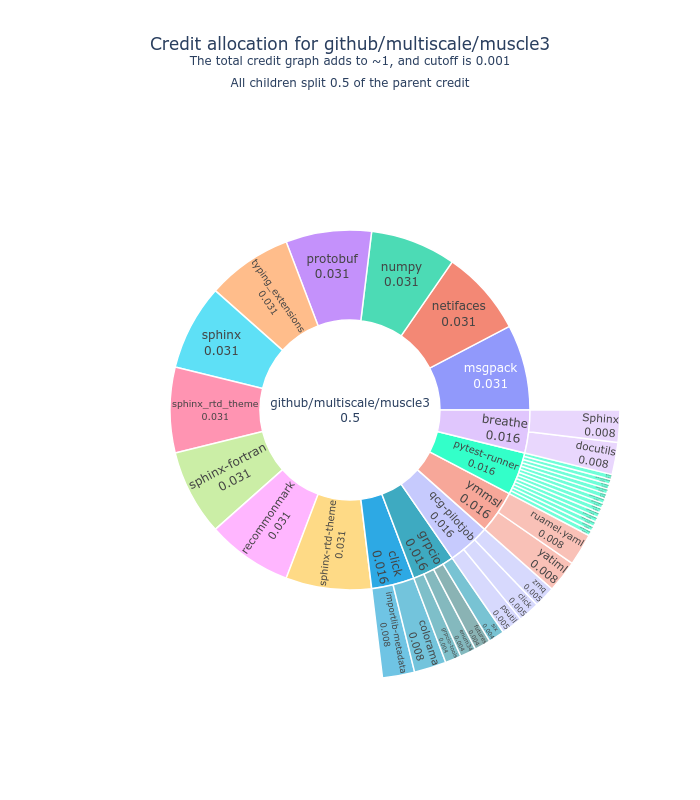 Credit allocation for github/multiscale/muscle3
The total credit graph adds to ~1, and cutoff is 0.001
All children split 0.5 of the parent credit
github/multiscale/muscle3
0.5
msgpack
0.031
netifaces
0.031
numpy
0.031
protobuf
0.031
typing_extensions
0.031
sphinx
0.031
sphinx_rtd_theme
0.031
sphinx-fortran
0.031
recommonmark
0.031
sphinx-rtd-theme
0.031
click
0.016
grpcio
0.016
qcg-pilotjob
0.016
ymmsl
0.016
pytest-runner
0.016
breathe
0.016
Sphinx
0.008
docutils
0.008
ruamel.yaml
0.008
yatiml
0.008
zmq
0.005
click
0.005
psutil
0.005
six
futures
enum34
colorama
0.008
importlib-metadata
0.008